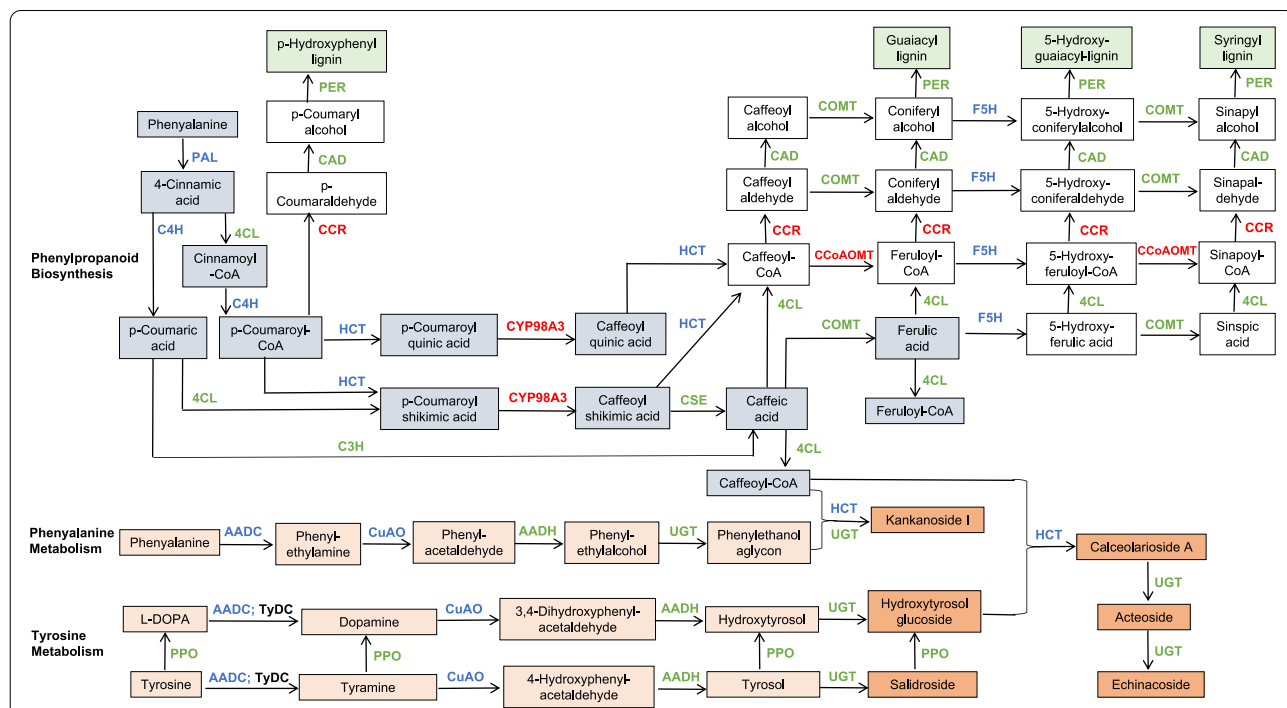 p-Hydroxyphenyl
lignin
Guaiacyl
lignin
5-Hydroxy-
guaiacyl-lignin
Syringyl
lignin
PER
PER
PER
PER
Phenyalanine
p-Coumaryl
alcohol
Caffeoyl
alcohol
COMT
Coniferyl
alcohol
F5H
5-Hydroxy-
coniferylalcohol
COMT
Sinapyl
alcohol
PAL
CAD
CAD
CAD
CAD
CAD
4-Cinnamic
acid
p-
Coumaraldehyde
Caffeoyl
aldehyde
COMT
Coniferyl
aldehyde
F5H
5-Hydroxy-
coniferaldehyde
COMT
Sinapal-
dehyde
C4H
4CL
CCR
CCR
CCR
CCR
CCR
Phenylpropanoid
Biosynthesis
Cinnamoyl
-CoA
HCT
Caffeoyl-
CoA
CCoAOMT
Feruloyl-
CoA
F5H
5-Hydroxy-
feruloyl-CoA
CCoAOMT
Sinapoyl-
CoA
C4H
HCT
4CL
4CL
4CL
4CL
p-Coumaric
acid
p-Coumaroyl-
CoA
HCT
p-Coumaroyl
quinic acid
CYP98A3
Caffeoyl
quinic acid
COMT
Ferulic
acid
F5H
5-Hydroxy-
ferulic acid
COMT
Sinspic
acid
HCT
4CL
4CL
p-Coumaroyl
shikimic acid
CYP98A3
Caffeoyl
shikimic acid
CSE
Caffeic
acid
Feruloyl-CoA
C3H
4CL
Caffeoyl-CoA
Phenyalanine
Metabolism
Phenyalanine
AADC
Phenyl-
ethylamine
CuAO
Phenyl-
acetaldehyde
AADH
Phenyl-
ethylalcohol
UGT
Phenylethanol
aglycon
HCT
UGT
Kankanoside I
HCT
Calceolarioside A
UGT
Tyrosine
Metabolism
L-DOPA
AADC; TyDC
Dopamine
CuAO
3,4-Dihydroxyphenyl-
acetaldehyde
AADH
Hydroxytyrosol
UGT
Hydroxytyrosol
glucoside
Acteoside
PPO
PPO
PPO
PPO
UGT
Tyrosine
AADC; TyDC
Tyramine
CuAO
4-Hydroxyphenyl-
acetaldehyde
AADH
Tyrosol
UGT
Salidroside
Echinacoside